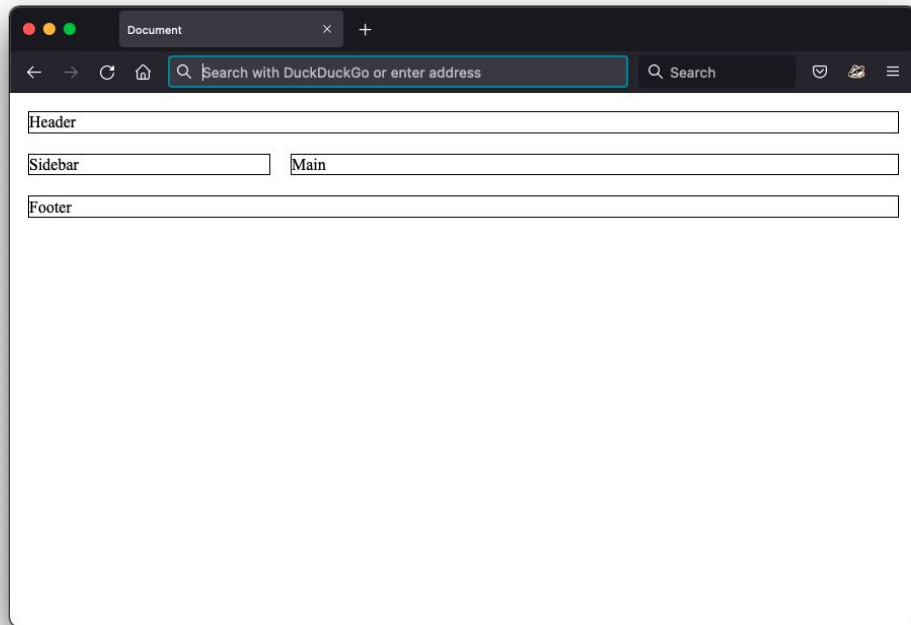 Document
Search with DuckDuckGo or enter address
Search
Header
Sidebar
Main
Footer